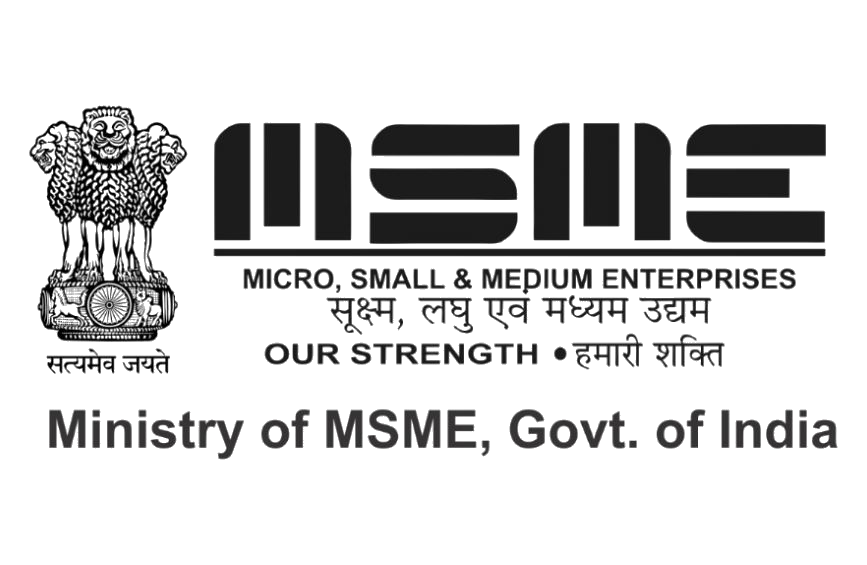 MSME
MICRO, SMALL & MEDIUM ENTERPRISES
सूक्ष्म, लघु एवं मध्यम उद्यम
OUR STRENGTH • हमारी शक्ति
सत्यमेव जयते
Ministry of MSME, Govt. of India